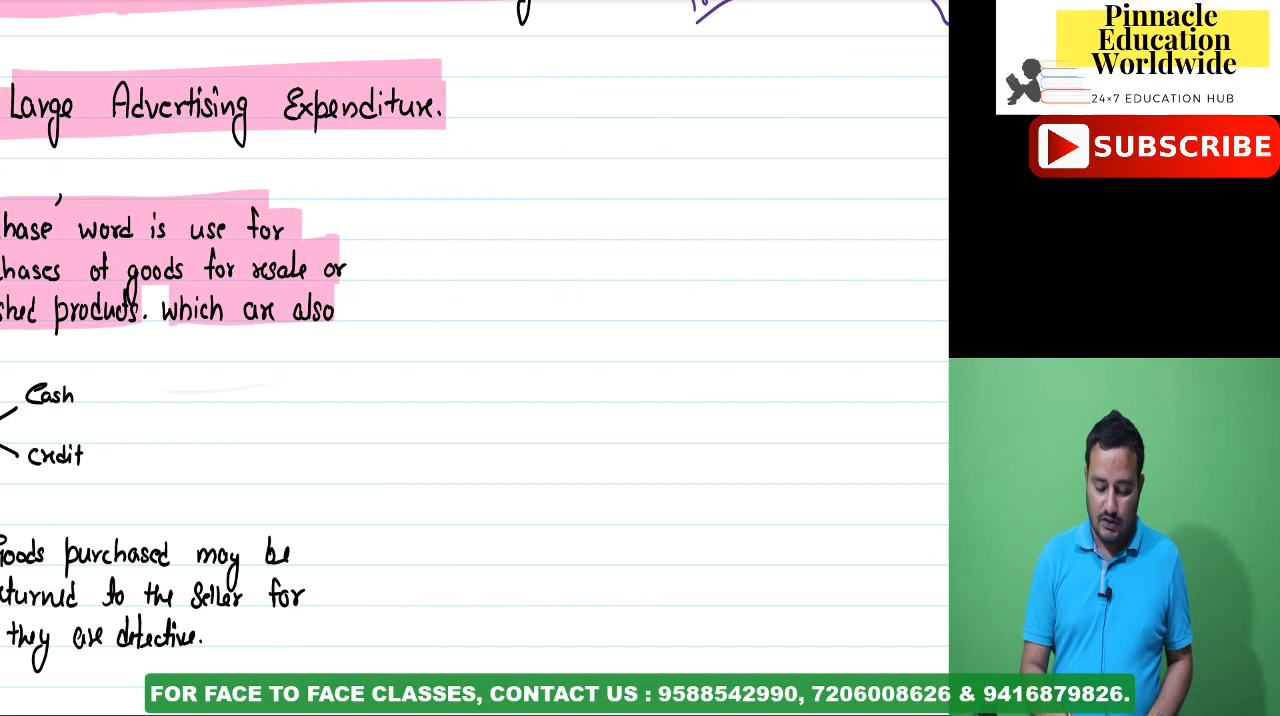 Pinnacle
Education
Worldwide
24×7 EDUCATION HUB
SUBSCRIBE
Large Advertising Expenditure.
hase' word is use for
chases of goods for resale or
shed products. which are also
Cash
Credit
Goods purchased may be
eturned to the seller for
they are detective.
FOR FACE TO FACE CLASSES, CONTACT US : 9588542990, 7206008626 & 9416879826.